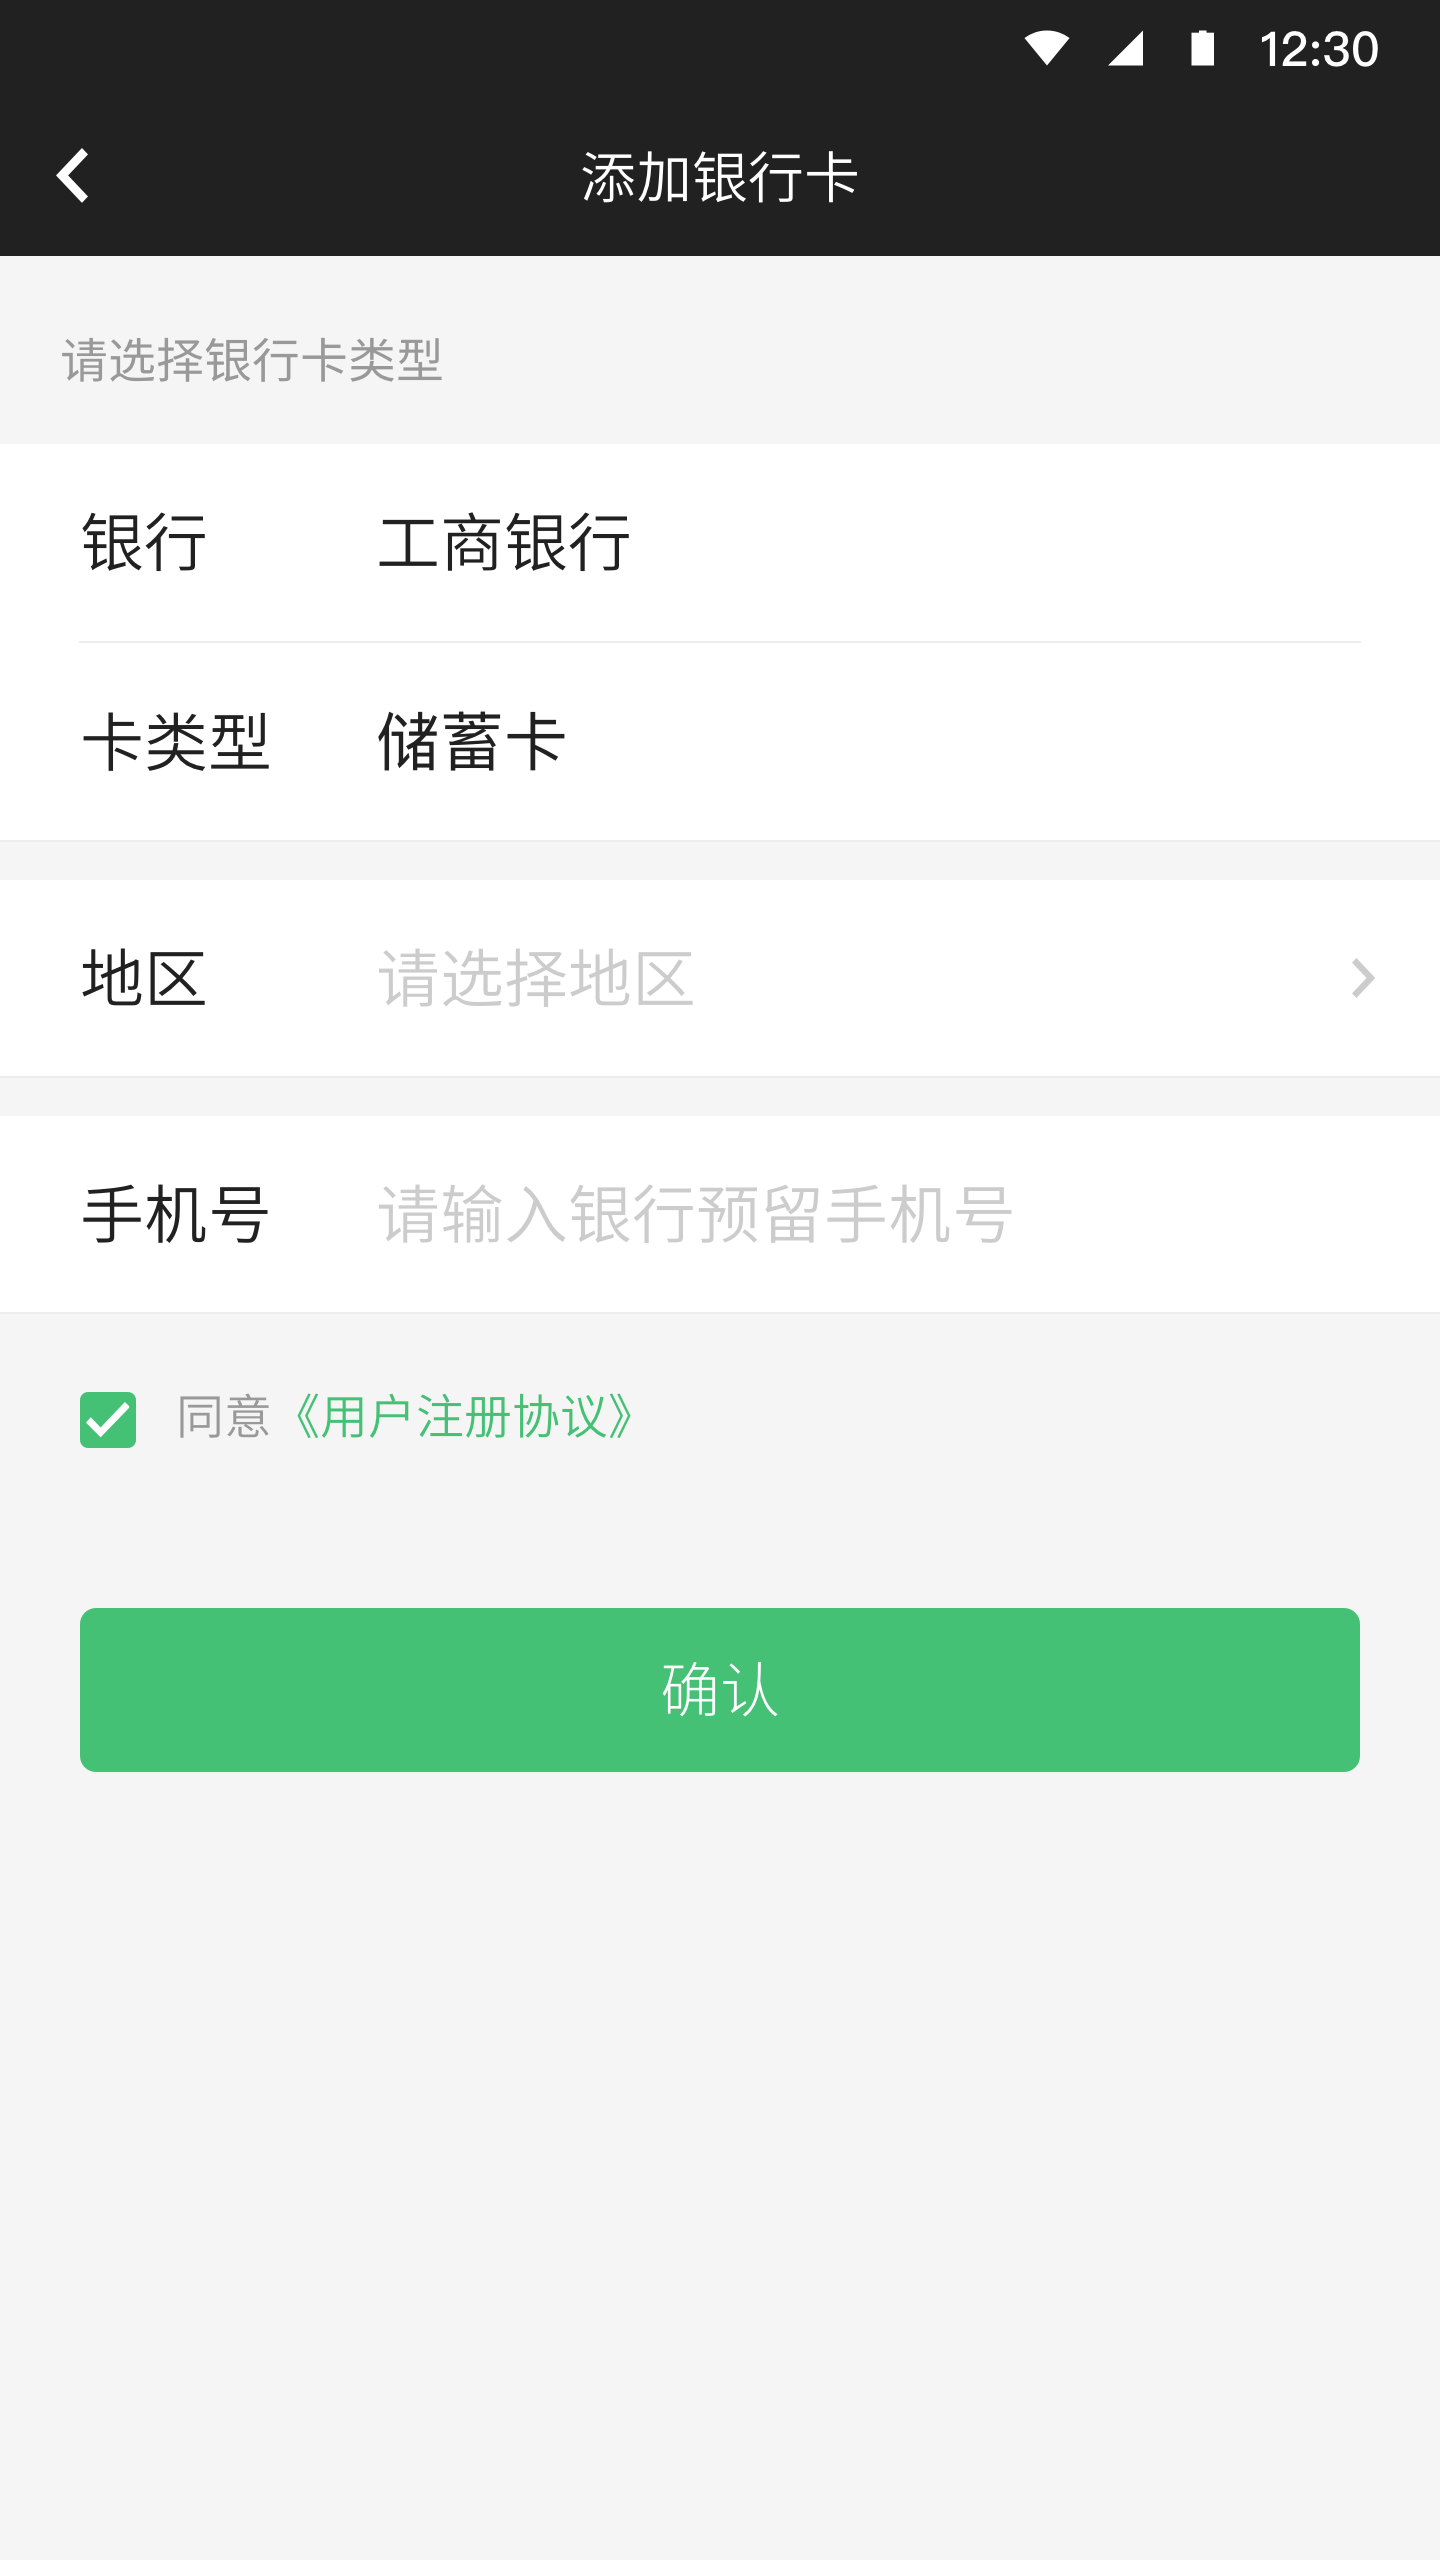 12:30
添加银行卡
请选择银行卡类型
银行 工商银行
卡类型 储蓄卡
地区 请选择地区
手机号 请输入银行预留手机号
同意《用户注册协议》
确认